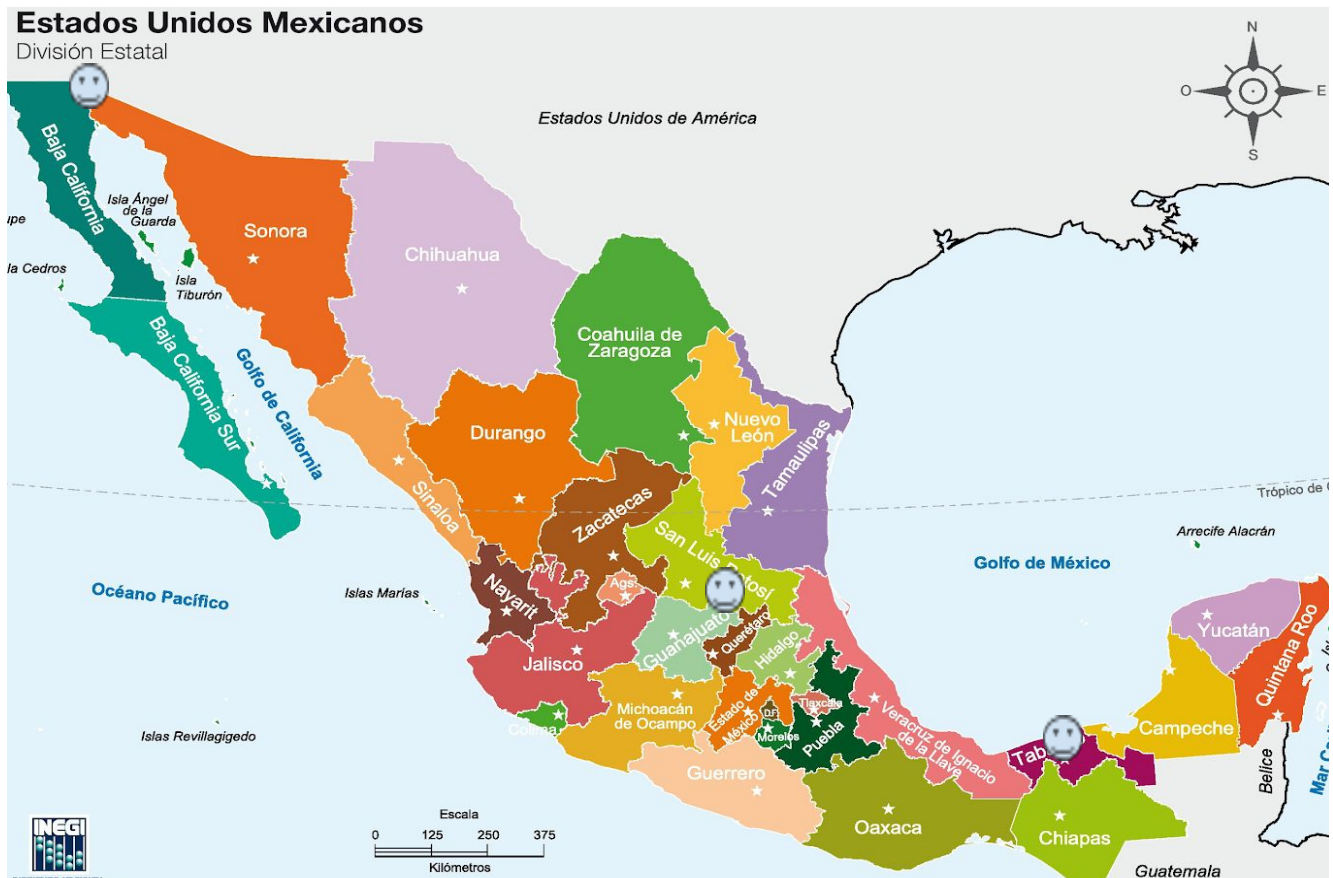 Estados Unidos Mexicanos
División Estatal
N
O
E
S
Estados Unidos de América
Baja California
Isla Ángel
de la
Guarda
Sonora
Chihuahua
la Cedros
Isla
Tiburón
Coahuila de
Zaragoza
Baja California Sur
Golfo de California
Nuevo
León
Durango
Tamaulipas
Sinaloa
Zacatecas
Trópico de
San Luis Potosí
Arrecife Alacrán
Golfo de México
Océano Pacífico
Islas Marías
Nayarit
Ags.
Guanajuato
Querétaro
Hidalgo
Yucatán
Quintana Roo
Jalisco
Michoacán
de Ocampo
Estado de
México
D.F.
Tlaxcala
Morelos
Puebla
Veracruz de Ignacio
de la Llave
Colima
Campeche
Islas Revillagigedo
Tab
Belice
Mar
Guerrero
Oaxaca
Chiapas
Guatemala
Escala
0 125 250 375
Kilómetros
INEGI